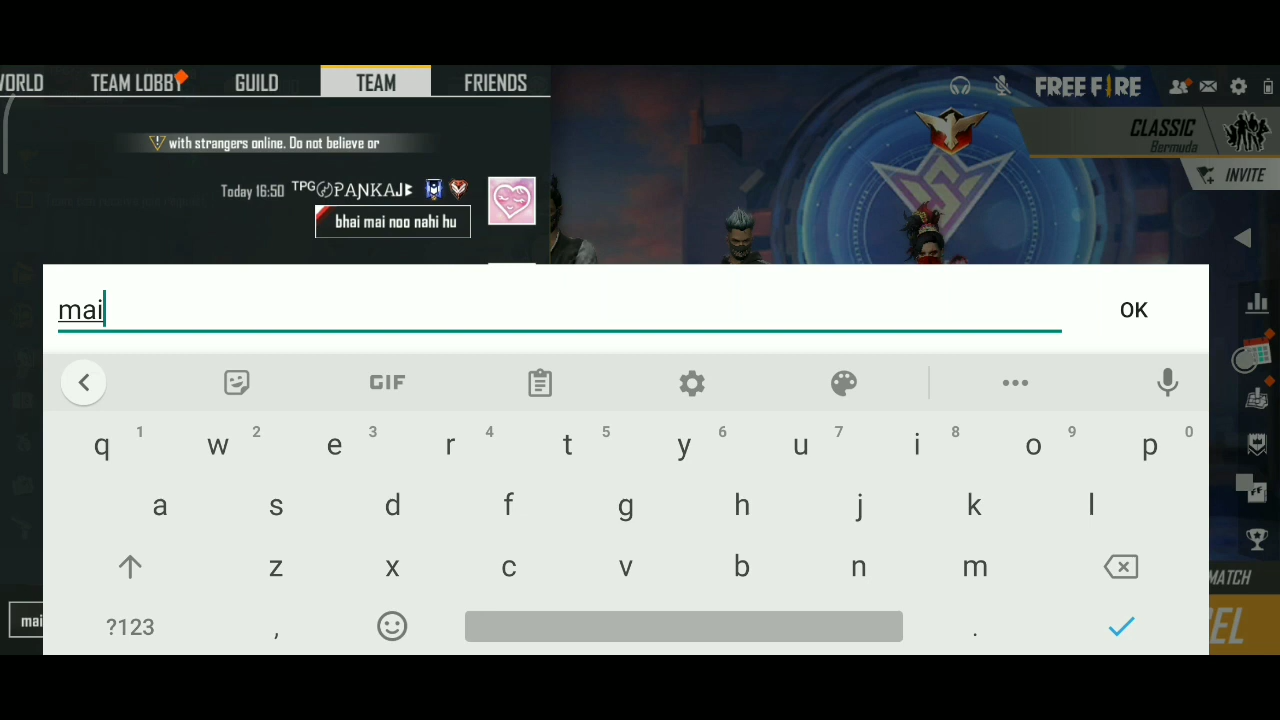 ORLD TEAM LOBBY GUILD TEAM FRIENDS
FREE FIRE
with strangers online. Do not believe or
CLASSIC
Bermuda
INVITE
Today 16:50 TPG PANKAJ
bhai mai noo nahi hu
mai OK
GIF
q 1 w 2 e 3 r 4 t 5 y 6 u 7 i 8 o 9 p 0
a s d f g h j k l
z x c v b n m
MATCH
mai
?123 , .
EL